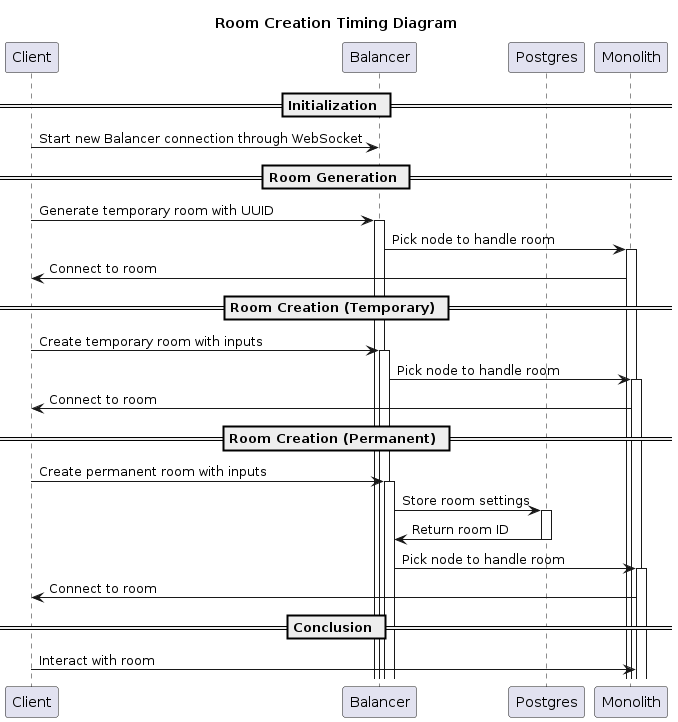 Room Creation Timing Diagram
Client Balancer Postgres Monolith
Initialization
Start new Balancer connection through WebSocket
Room Generation
Generate temporary room with UUID
Pick node to handle room
Connect to room
Room Creation (Temporary)
Create temporary room with inputs
Pick node to handle room
Connect to room
Room Creation (Permanent)
Create permanent room with inputs
Store room settings
Return room ID
Pick node to handle room
Connect to room
Conclusion
Interact with room
Client Balancer Postgres Monolith